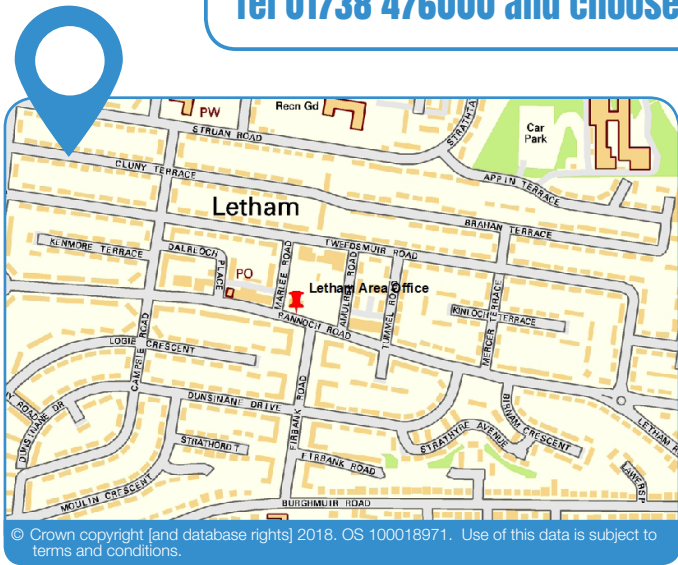 Tel 01738 476000 and choose
Recn Gd
PW
STRUAN ROAD
Car
Park
CLUNY TERRACE
APPIN TERRACE
Letham
BRAHAN TERRACE
TWEEDSMUIR ROAD
KENMORE TERRACE
DALREOCH
PLACE
PO
MARLEE ROAD
Letham Area Office
AMULREE ROAD
TUMMEL ROAD
RANNOCH ROAD
KINLOCH TERRACE
MERCER TERRACE
LOGIE CRESCENT
CAMPSIE ROAD
DUNSINANE DRIVE
FIRBANK ROAD
DUNSINANE DR
BIRNAM CRESCENT
STRATHYRE AVENUE
LETHAM R
STRATHORD T
FIRBANK ROAD
MOULIN CRESCENT
BURGHMUIR ROAD
© Crown copyright [and database rights] 2018. OS 100018971. Use of this data is subject to
terms and conditions.